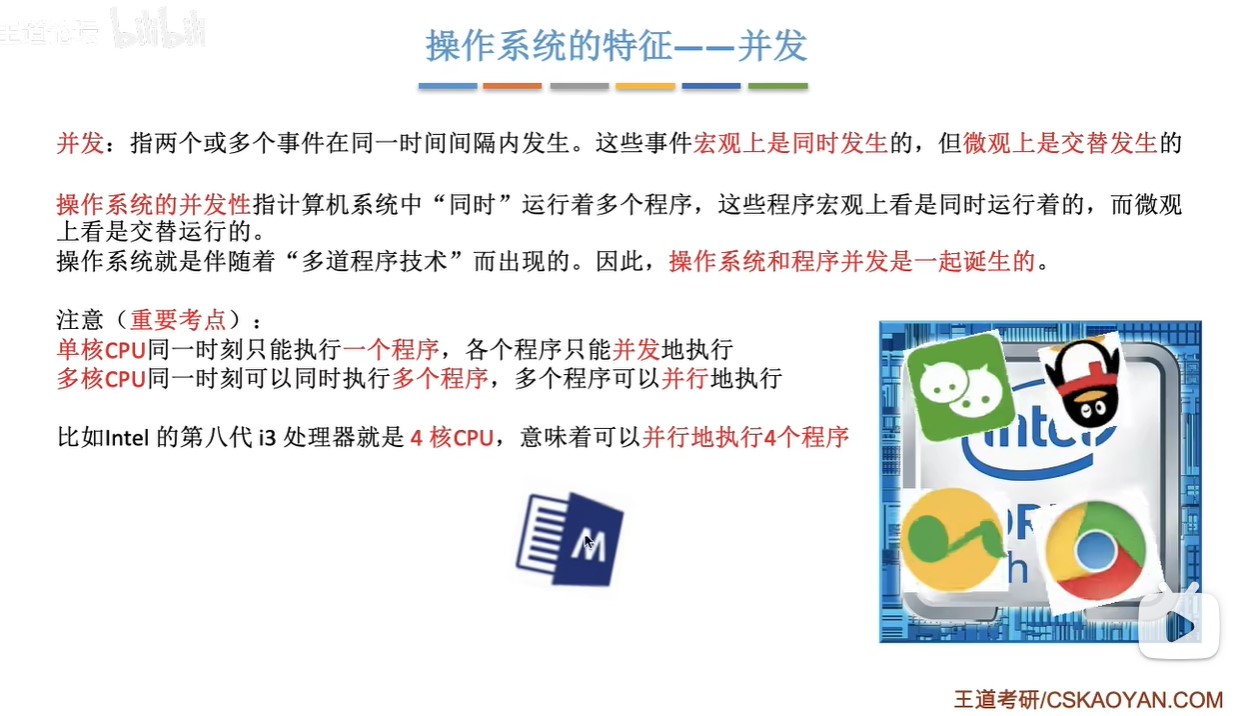 王道论坛 bilibili
操作系统的特征——并发
并发：指两个或多个事件在同一时间间隔内发生。这些事件宏观上是同时发生的，但微观上是交替发生的
操作系统的并发性指计算机系统中“同时”运行着多个程序，这些程序宏观上看是同时运行着的，而微观
上看是交替运行的。
操作系统就是伴随着“多道程序技术”而出现的。因此，操作系统和程序并发是一起诞生的。
注意（重要考点）：
单核CPU同一时刻只能执行一个程序，各个程序只能并发地执行
多核CPU同一时刻可以同时执行多个程序，多个程序可以并行地执行
比如Intel 的第八代 i3 处理器就是 4 核CPU，意味着可以并行地执行4个程序
W
intel
王道考研/CSKAOYAN.COM